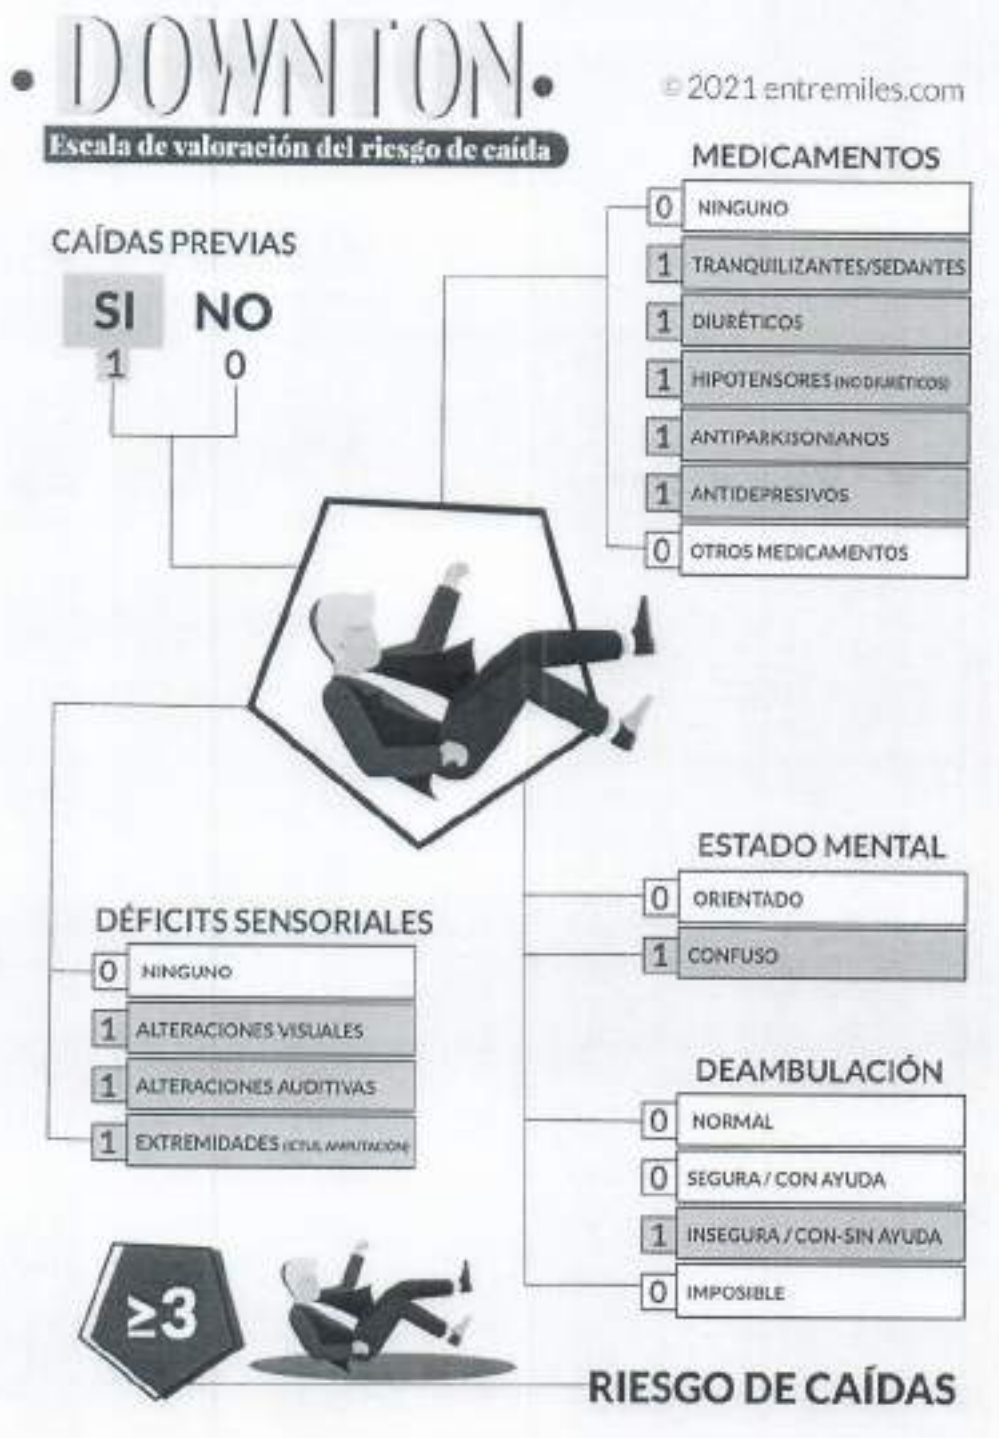 • DOWNTON •
Escala de valoración del riesgo de caída
© 2021 entremiles.com
CAÍDAS PREVIAS
SI NO
1 0
MEDICAMENTOS
0 NINGUNO
1 TRANQUILIZANTES/SEDANTES
1 DIURÉTICOS
1 HIPOTENSORES (NO DIURÉTICOS)
1 ANTIPARKISONIANOS
1 ANTIDEPRESIVOS
0 OTROS MEDICAMENTOS
DÉFICITS SENSORIALES
0 NINGUNO
1 ALTERACIONES VISUALES
1 ALTERACIONES AUDITIVAS
1 EXTREMIDADES (ICTUS, AMPUTACIÓN)
ESTADO MENTAL
0 ORIENTADO
1 CONFUSO
DEAMBULACIÓN
0 NORMAL
0 SEGURA / CON AYUDA
1 INSEGURA / CON-SIN AYUDA
0 IMPOSIBLE
≥3
RIESGO DE CAÍDAS